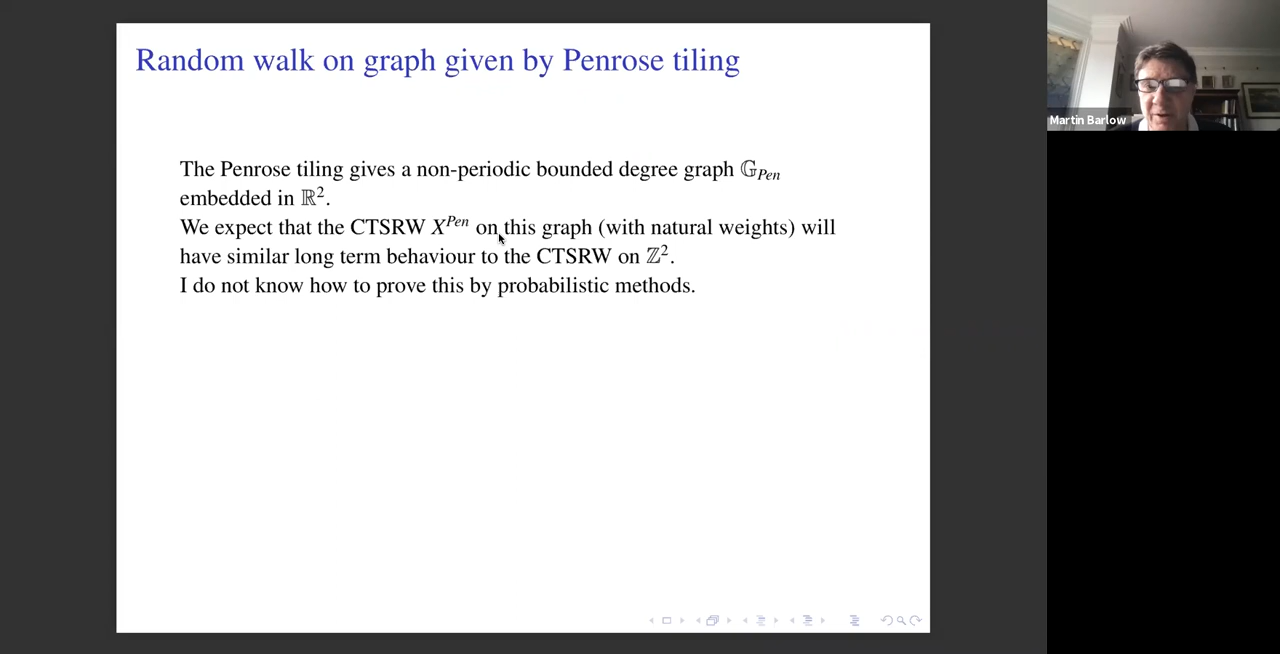 Random walk on graph given by Penrose tiling
The Penrose tiling gives a non-periodic bounded degree graph 𝔾_Pen
embedded in ℝ².
We expect that the CTSRW X^Pen on this graph (with natural weights) will
have similar long term behaviour to the CTSRW on ℤ².
I do not know how to prove this by probabilistic methods.
Martin Barlow